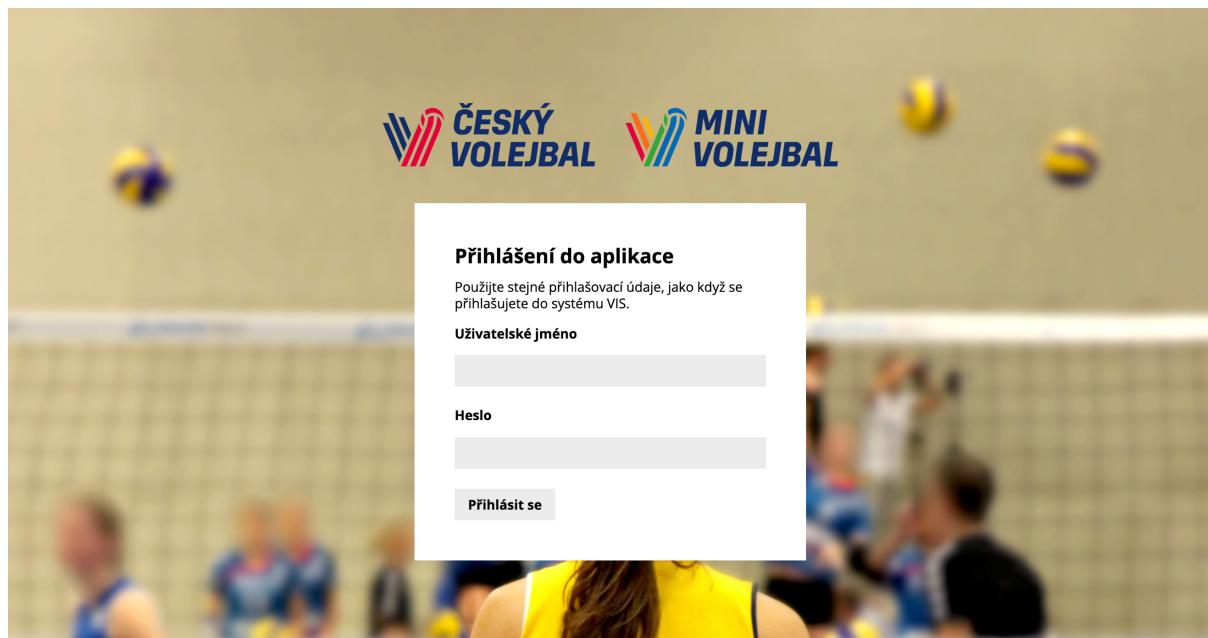 ČESKÝ
VOLEJBAL
MINI
VOLEJBAL
Přihlášení do aplikace
Použijte stejné přihlašovací údaje, jako když se
přihlašujete do systému VIS.
Uživatelské jméno
Heslo
Přihlásit se